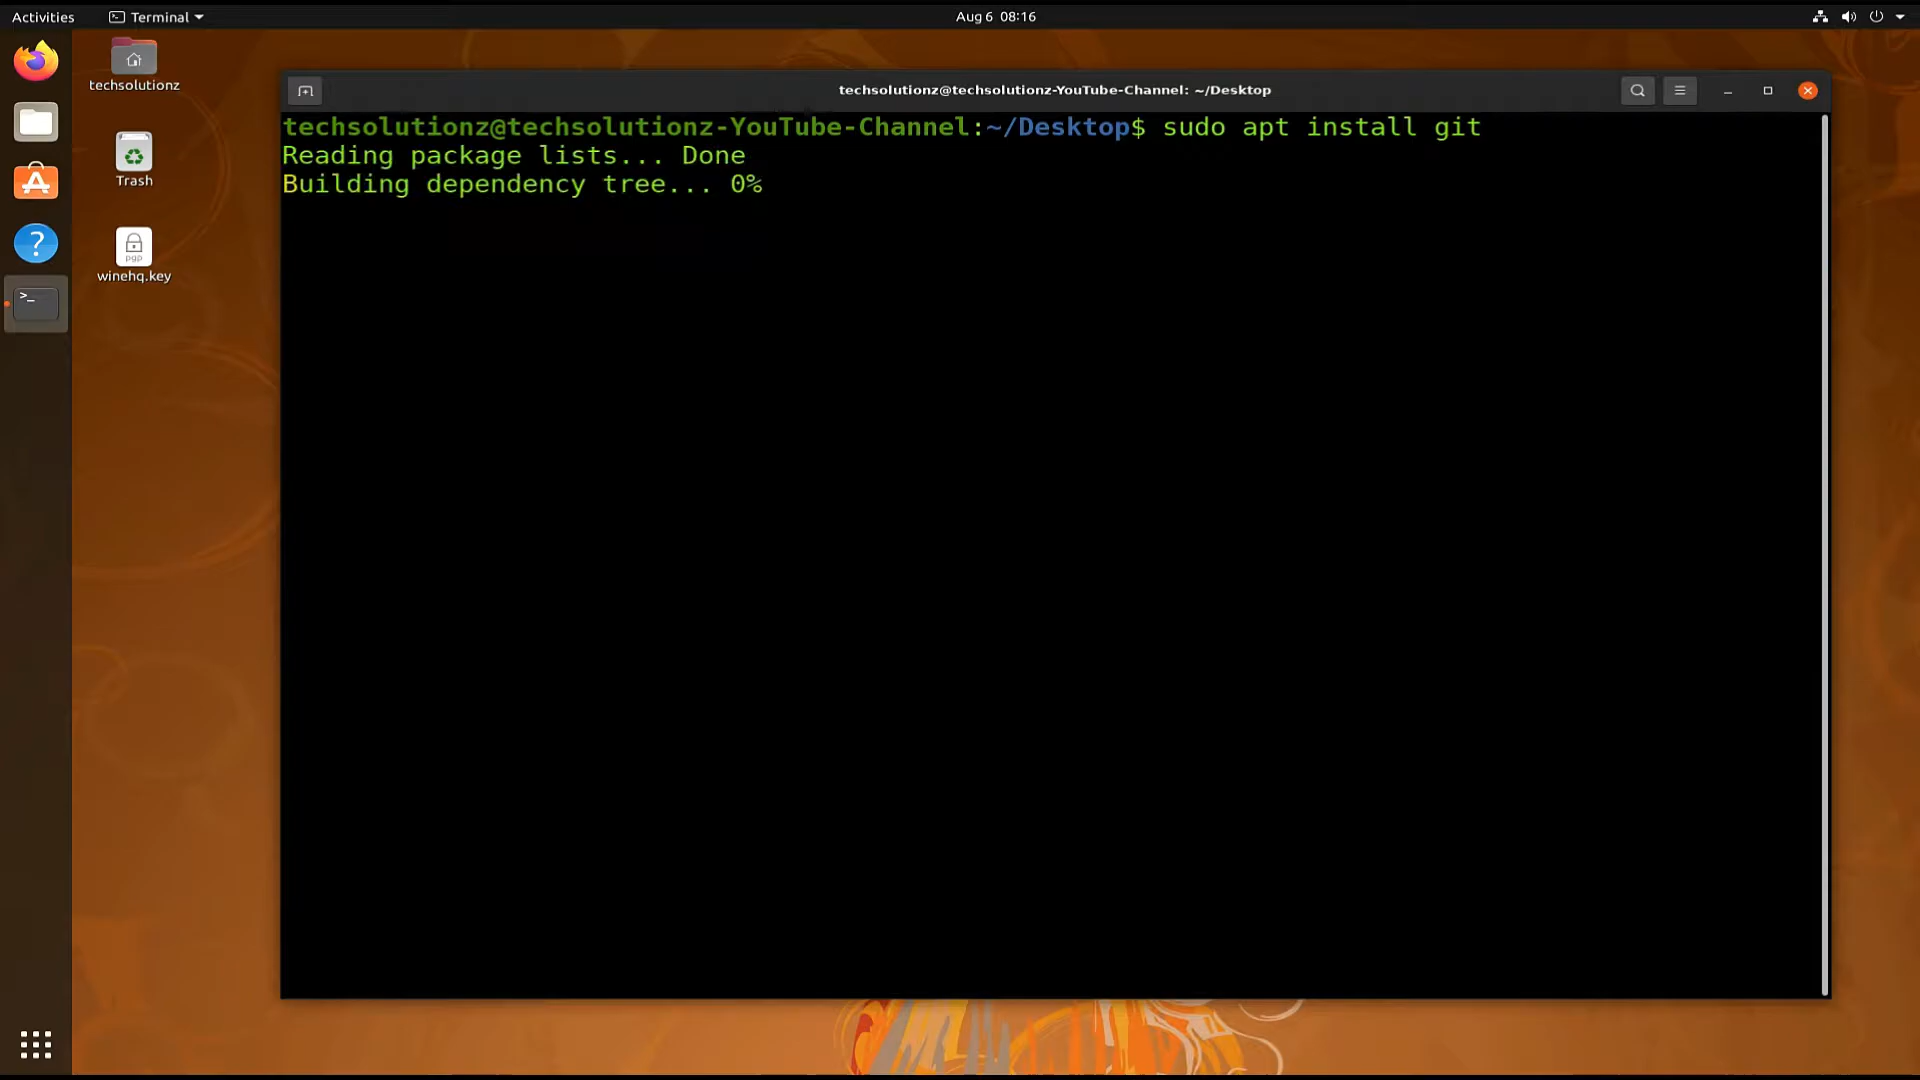 Activities
Terminal
Aug 6 08:16
techsolutionz
Trash
PGP
winehq.key
techsolutionz@techsolutionz-YouTube-Channel: ~/Desktop
techsolutionz@techsolutionz-YouTube-Channel:~/Desktop$ sudo apt install git
Reading package lists... Done
Building dependency tree... 0%